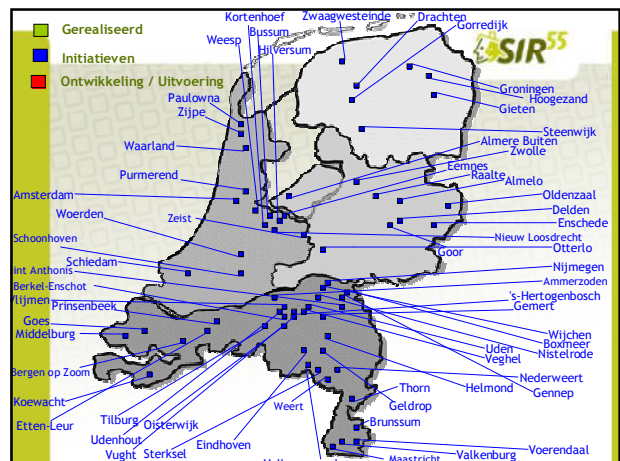 Gerealiseerd
Initiatieven
Ontwikkeling / Uitvoering
SIR 55
Kortenhoef
Zwaagwesteinde
Drachten
Gorredijk
Bussum
Weesp
Hilversum
Groningen
Hoogezand
Gieten
Paulowna
Zijpe
Steenwijk
Waarland
Almere Buiten
Zwolle
Eemnes
Raalte
Almelo
Purmerend
Amsterdam
Oldenzaal
Woerden
Zeist
Delden
Enschede
Schoonhoven
Nieuw Loosdrecht
Otterlo
Goor
Schiedam
int Anthonis
Nijmegen
Berkel-Enschot
Ammerzoden
Vlijmen
Prinsenbeek
's-Hertogenbosch
Gemert
Goes
Middelburg
Wijchen
Boxmeer
Uden
Nistelrode
Veghel
Bergen op Zoom
Nederweert
Helmond
Gennep
Koewacht
Thorn
Geldrop
Weert
Etten-Leur
Tilburg
Oisterwijk
Brunssum
Udenhout
Eindhoven
Vught
Sterksel
Voerendaal
Valkenburg
Maastricht